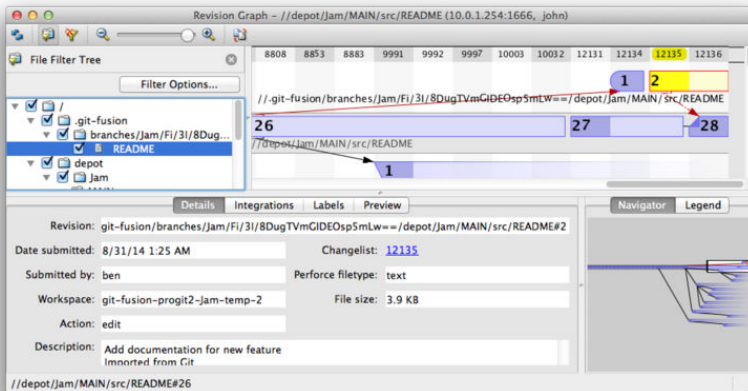 Revision Graph - //depot/Jam/MAIN/src/README (10.0.1.254:1666, john)
File Filter Tree
Filter Options...
/
.git-fusion
branches/Jam/Fi/3I/8Dug...
README
depot
Jam
8808 8853 8883 9991 9992 9997 10003 10032 12131 12134 12135 12136
1 2
//.git-fusion/branches/Jam/Fi/3I/8DugTVmGIDEOsp5mLw==/depot/Jam/MAIN/src/README
26 27 28
//depot/Jam/MAIN/src/README
1
Details Integrations Labels Preview
Revision: git-fusion/branches/Jam/Fi/3I/8DugTVmGIDEOsp5mLw==/depot/Jam/MAIN/src/README#2
Date submitted: 8/31/14 1:25 AM Changelist: 12135
Submitted by: ben Perforce filetype: text
Workspace: git-fusion-progit2-Jam-temp-2 File size: 3.9 KB
Action: edit
Description: Add documentation for new feature
Imported from Git
Navigator Legend
//depot/Jam/MAIN/src/README#26